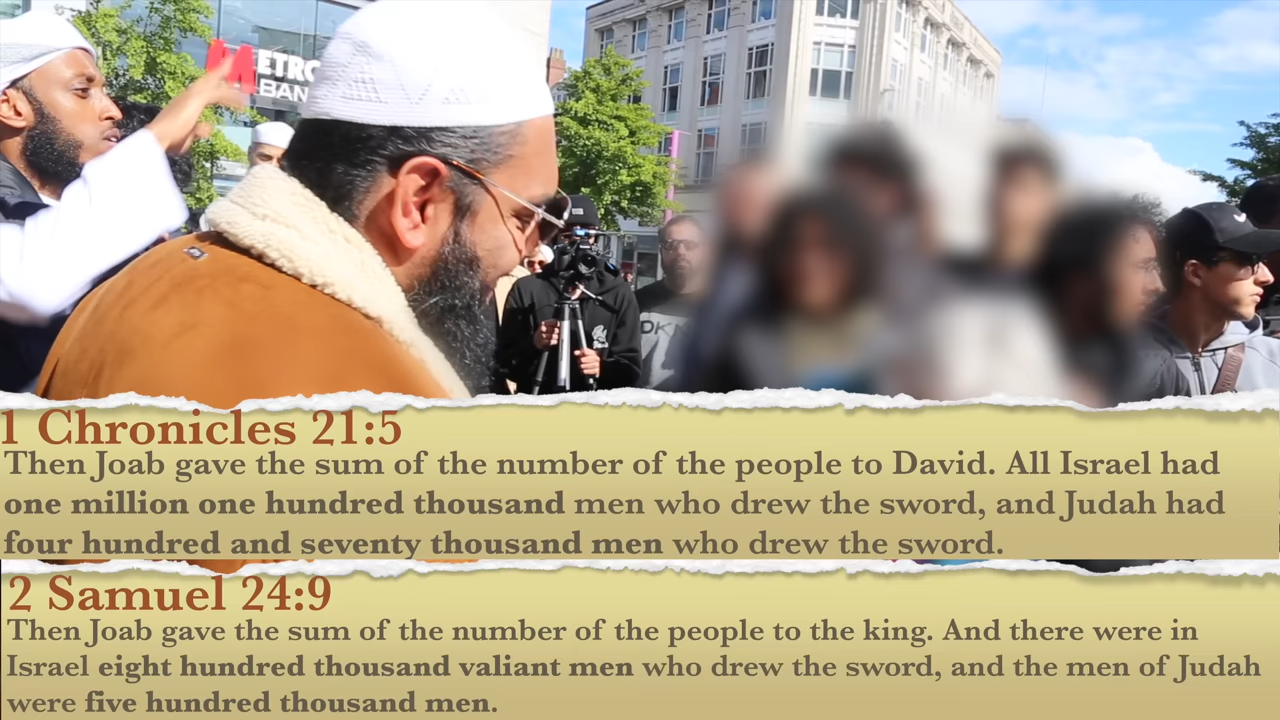 METRO
BANK
DKN
1 Chronicles 21:5
Then Joab gave the sum of the number of the people to David. All Israel had
one million one hundred thousand men who drew the sword, and Judah had
four hundred and seventy thousand men who drew the sword.
2 Samuel 24:9
Then Joab gave the sum of the number of the people to the king. And there were in
Israel eight hundred thousand valiant men who drew the sword, and the men of Judah
were five hundred thousand men.